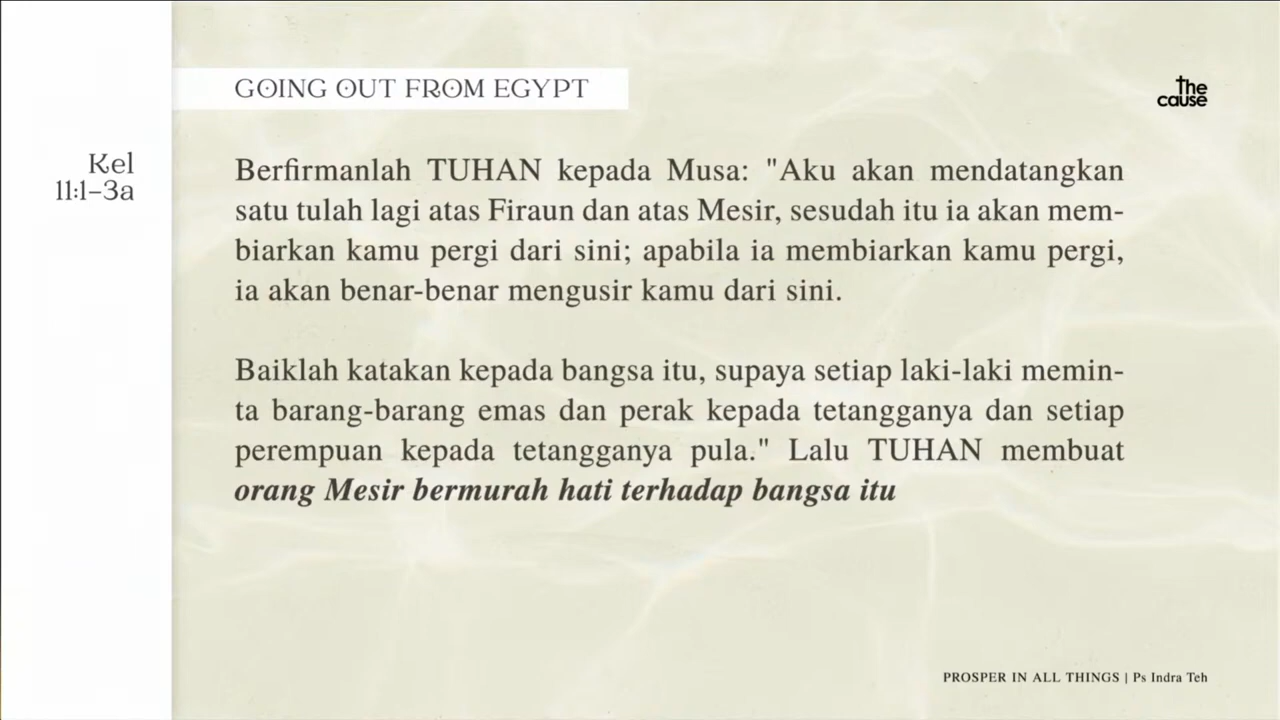 GOING OUT FROM EGYPT
the
cause
Kel
11:1-3a
Berfirmanlah TUHAN kepada Musa: "Aku akan mendatangkan
satu tulah lagi atas Firaun dan atas Mesir, sesudah itu ia akan mem-
biarkan kamu pergi dari sini; apabila ia membiarkan kamu pergi,
ia akan benar-benar mengusir kamu dari sini.
Baiklah katakan kepada bangsa itu, supaya setiap laki-laki memin-
ta barang-barang emas dan perak kepada tetangganya dan setiap
perempuan kepada tetangganya pula." Lalu TUHAN membuat
orang Mesir bermurah hati terhadap bangsa itu
PROSPER IN ALL THINGS | Ps Indra Teh